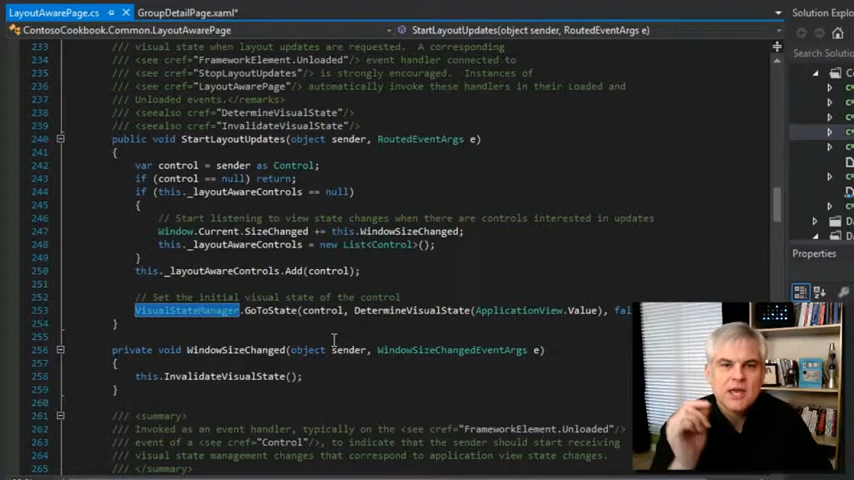 LayoutAwarePage.cs
GroupDetailPage.xaml*
Solution Explo
ContosoCookbook.Common.LayoutAwarePage
StartLayoutUpdates(object sender, RoutedEventArgs e)
Search Solutio
233 /// visual state when layout updates are requested.  A corresponding
234 /// <see cref="FrameworkElement.Unloaded"/> event handler connected to
235 /// <see cref="StopLayoutUpdates"/> is strongly encouraged.  Instances of
236 /// <see cref="LayoutAwarePage"/> automatically invoke these handlers in their Loaded and
237 /// Unloaded events.</remarks>
238 /// <seealso cref="DetermineVisualState"/>
239 /// <seealso cref="InvalidateVisualState"/>
240 public void StartLayoutUpdates(object sender, RoutedEventArgs e)
241 {
242 var control = sender as Control;
243 if (control == null) return;
244 if (this._layoutAwareControls == null)
245 {
246 // Start listening to view state changes when there are controls interested in updates
247 Window.Current.SizeChanged += this.WindowSizeChanged;
248 this._layoutAwareControls = new List<Control>();
249 }
250 this._layoutAwareControls.Add(control);
251
252 // Set the initial visual state of the control
253 VisualStateManager.GoToState(control, DetermineVisualState(ApplicationView.Value), fal
254 }
255
256 private void WindowSizeChanged(object sender, WindowSizeChangedEventArgs e)
257 {
258 this.InvalidateVisualState();
259 }
260
261 /// <summary>
262 /// Invoked as an event handler, typically on the <see cref="FrameworkElement.Unloaded"/>
263 /// event of a <see cref="Control"/>, to indicate that the sender should start receiving
264 /// visual state management changes that correspond to application view state changes.
265 /// </summary>
Properties